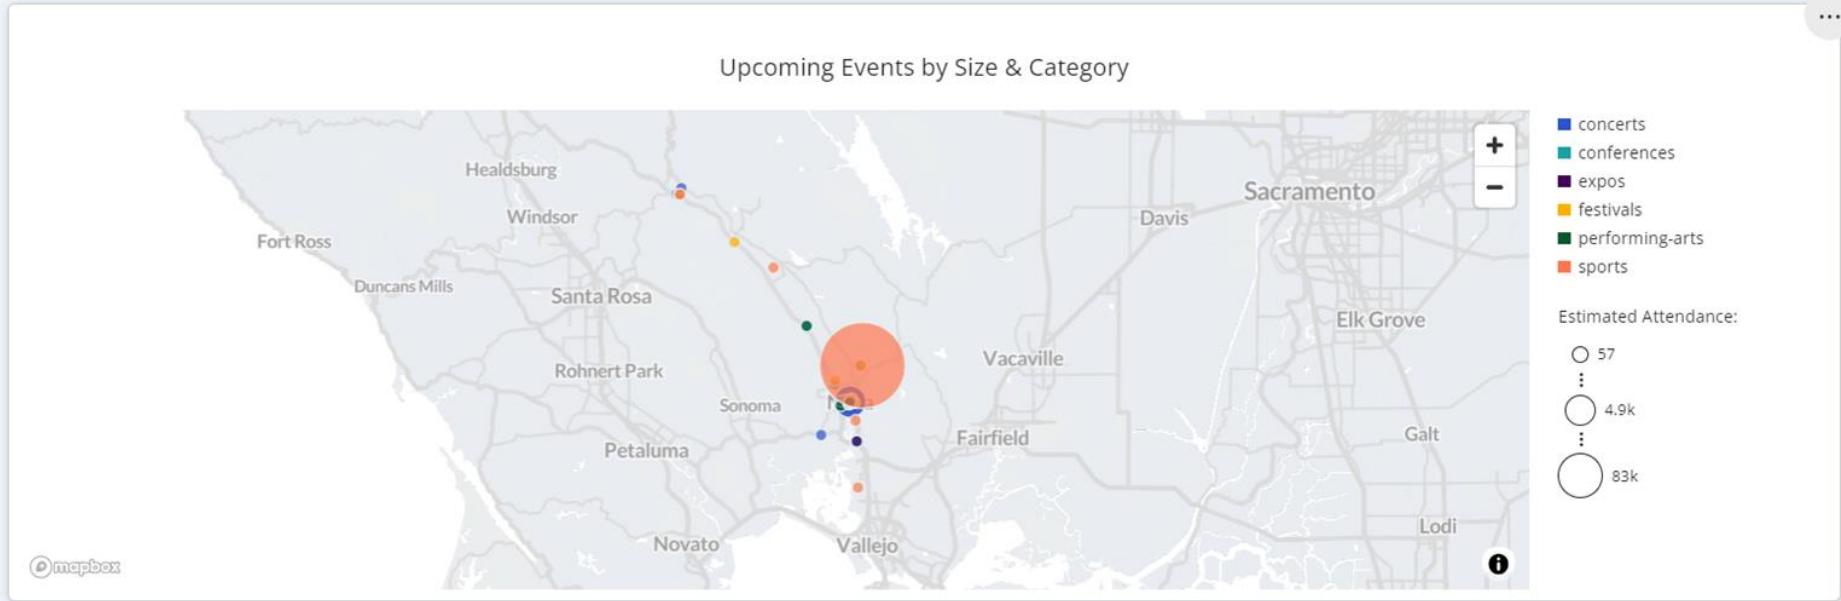 Upcoming Events by Size & Category
concerts
conferences
expos
festivals
performing-arts
sports
Estimated Attendance:
57
4.9k
83k
Healdsburg
Windsor
Fort Ross
Duncans Mills
Santa Rosa
Rohnert Park
Sonoma
Petaluma
Novato
Vallejo
Fairfield
Vacaville
Davis
Sacramento
Elk Grove
Galt
Lodi
mapbox